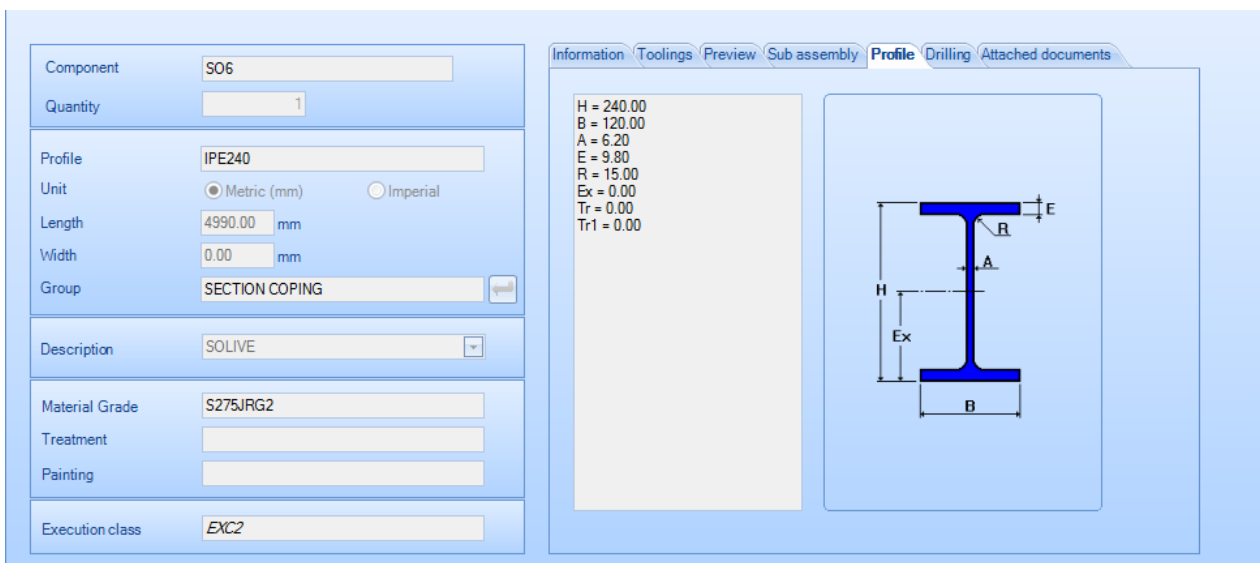 Component SO6
Quantity 1
Profile IPE240
Unit Metric (mm) Imperial
Length 4990.00 mm
Width 0.00 mm
Group SECTION COPING
Description SOLIVE
Material Grade S275JRG2
Treatment
Painting
Execution class EXC2
Information Toolings Preview Sub assembly Profile Drilling Attached documents
H = 240.00
B = 120.00
A = 6.20
E = 9.80
R = 15.00
Ex = 0.00
Tr = 0.00
Tr1 = 0.00
E
R
A
H
Ex
B